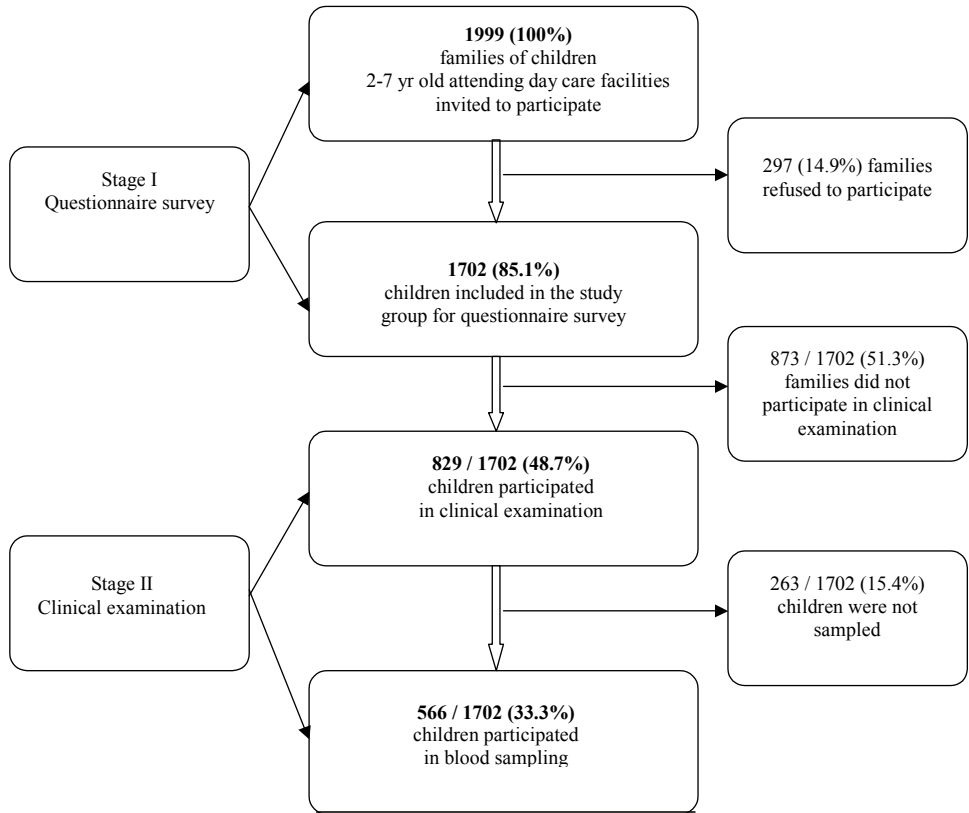 1999 (100%)
families of children
2-7 yr old attending day care facilities
invited to participate
297 (14.9%) families
refused to participate
Stage I
Questionnaire survey
1702 (85.1%)
children included in the study
group for questionnaire survey
873 / 1702 (51.3%)
families did not
participate in clinical
examination
829 / 1702 (48.7%)
children participated
in clinical examination
Stage II
Clinical examination
263 / 1702 (15.4%)
children were not
sampled
566 / 1702 (33.3%)
children participated
in blood sampling